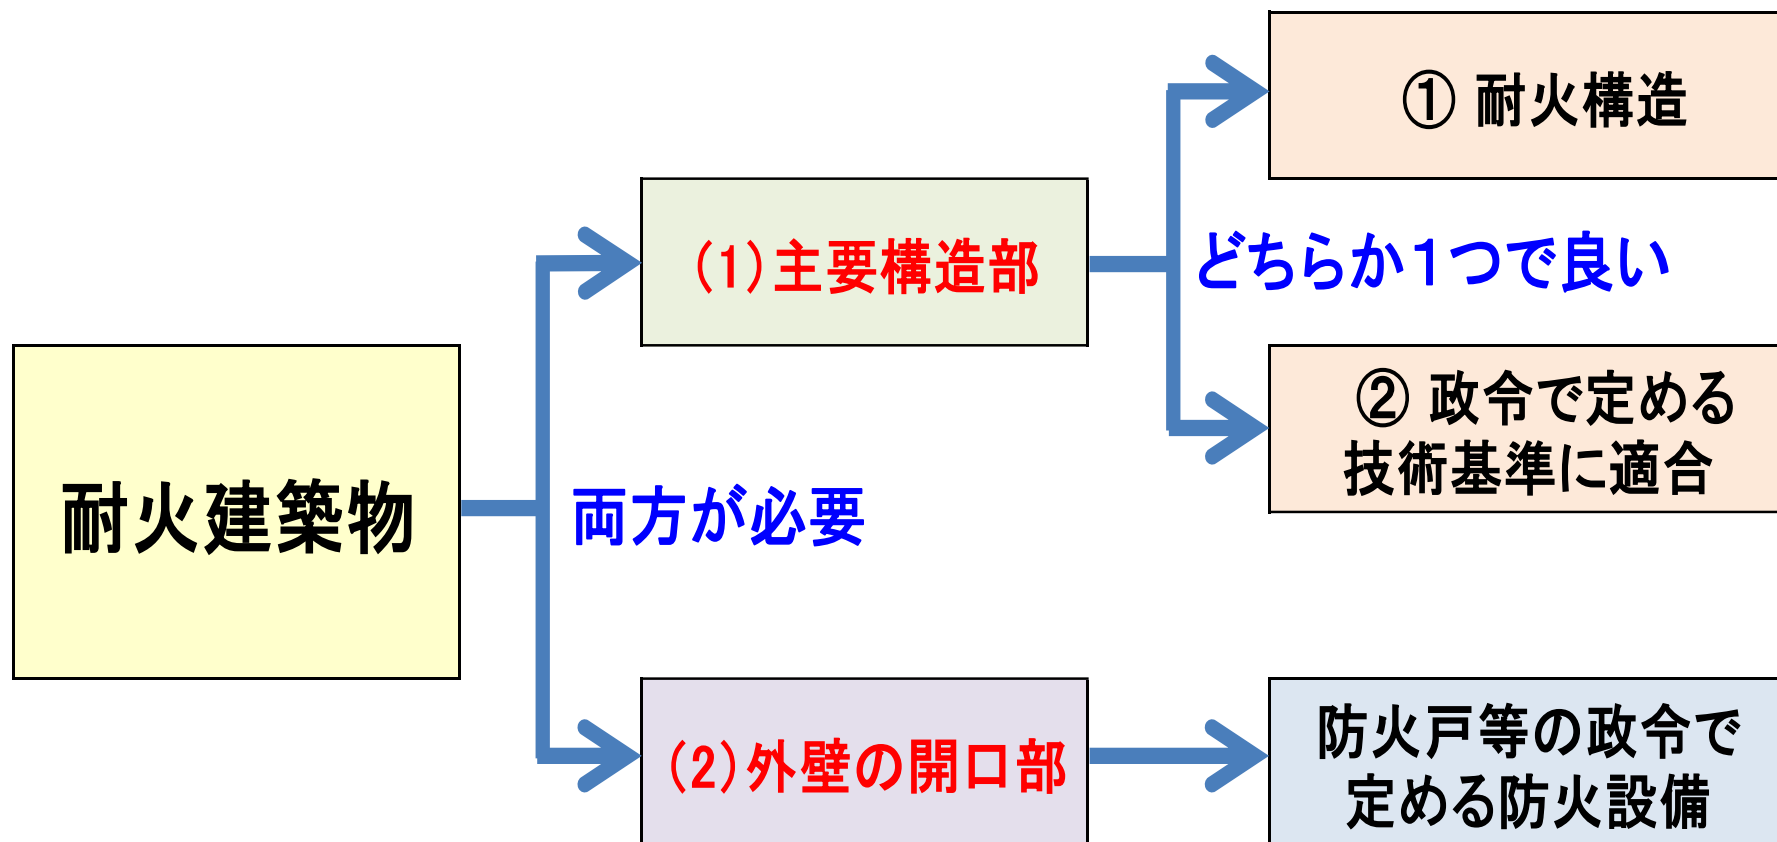 ① 耐火構造
(1)主要構造部
どちらか1つで良い
② 政令で定める
技術基準に適合
耐火建築物
両方が必要
(2)外壁の開口部
防火戸等の政令で
定める防火設備